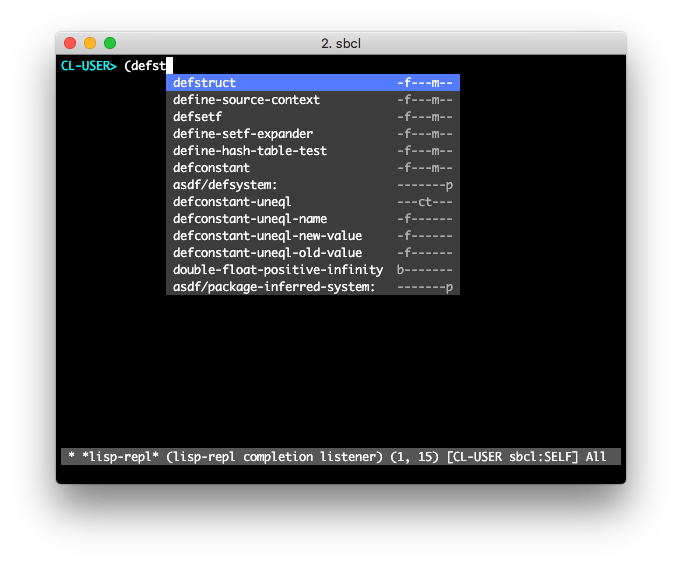 2. sbcl
CL-USER> (defst
defstruct -f---m--
define-source-context -f---m--
defsetf -f---m--
define-setf-expander -f---m--
define-hash-table-test -f---m--
defconstant -f---m--
asdf/defsystem: -------p
defconstant-uneql ---ct---
defconstant-uneql-name -f------
defconstant-uneql-new-value -f------
defconstant-uneql-old-value -f------
double-float-positive-infinity b-------
asdf/package-inferred-system: -------p
* *lisp-repl* (lisp-repl completion listener) (1, 15) [CL-USER sbcl:SELF] All